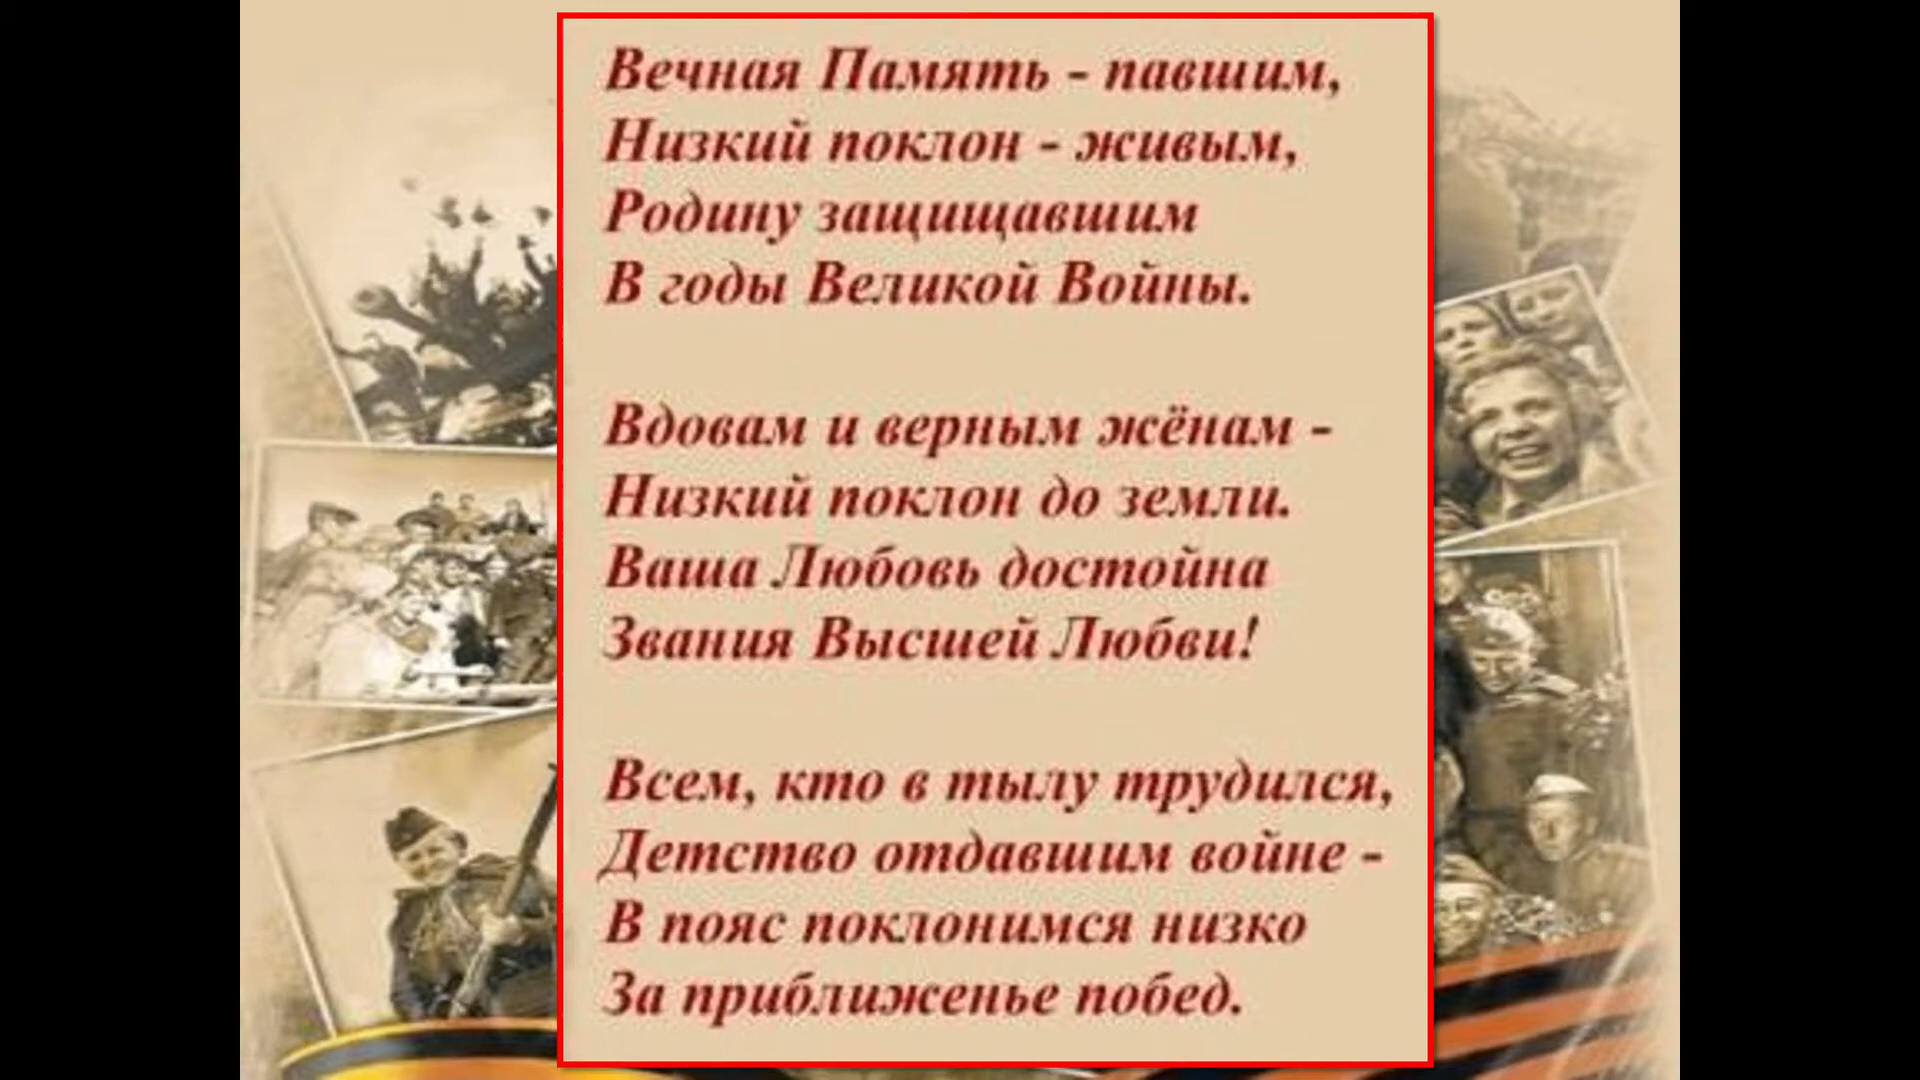 Вечная Память - павшим,
Низкий поклон - живым,
Родину защищавшим
В годы Великой Войны.
Вдовам и верным жёнам -
Низкий поклон до земли.
Ваша Любовь достойна
Звания Высшей Любви!
Всем, кто в тылу трудился,
Детство отдавшим войне -
В пояс поклонимся низко
За приближенье побед.